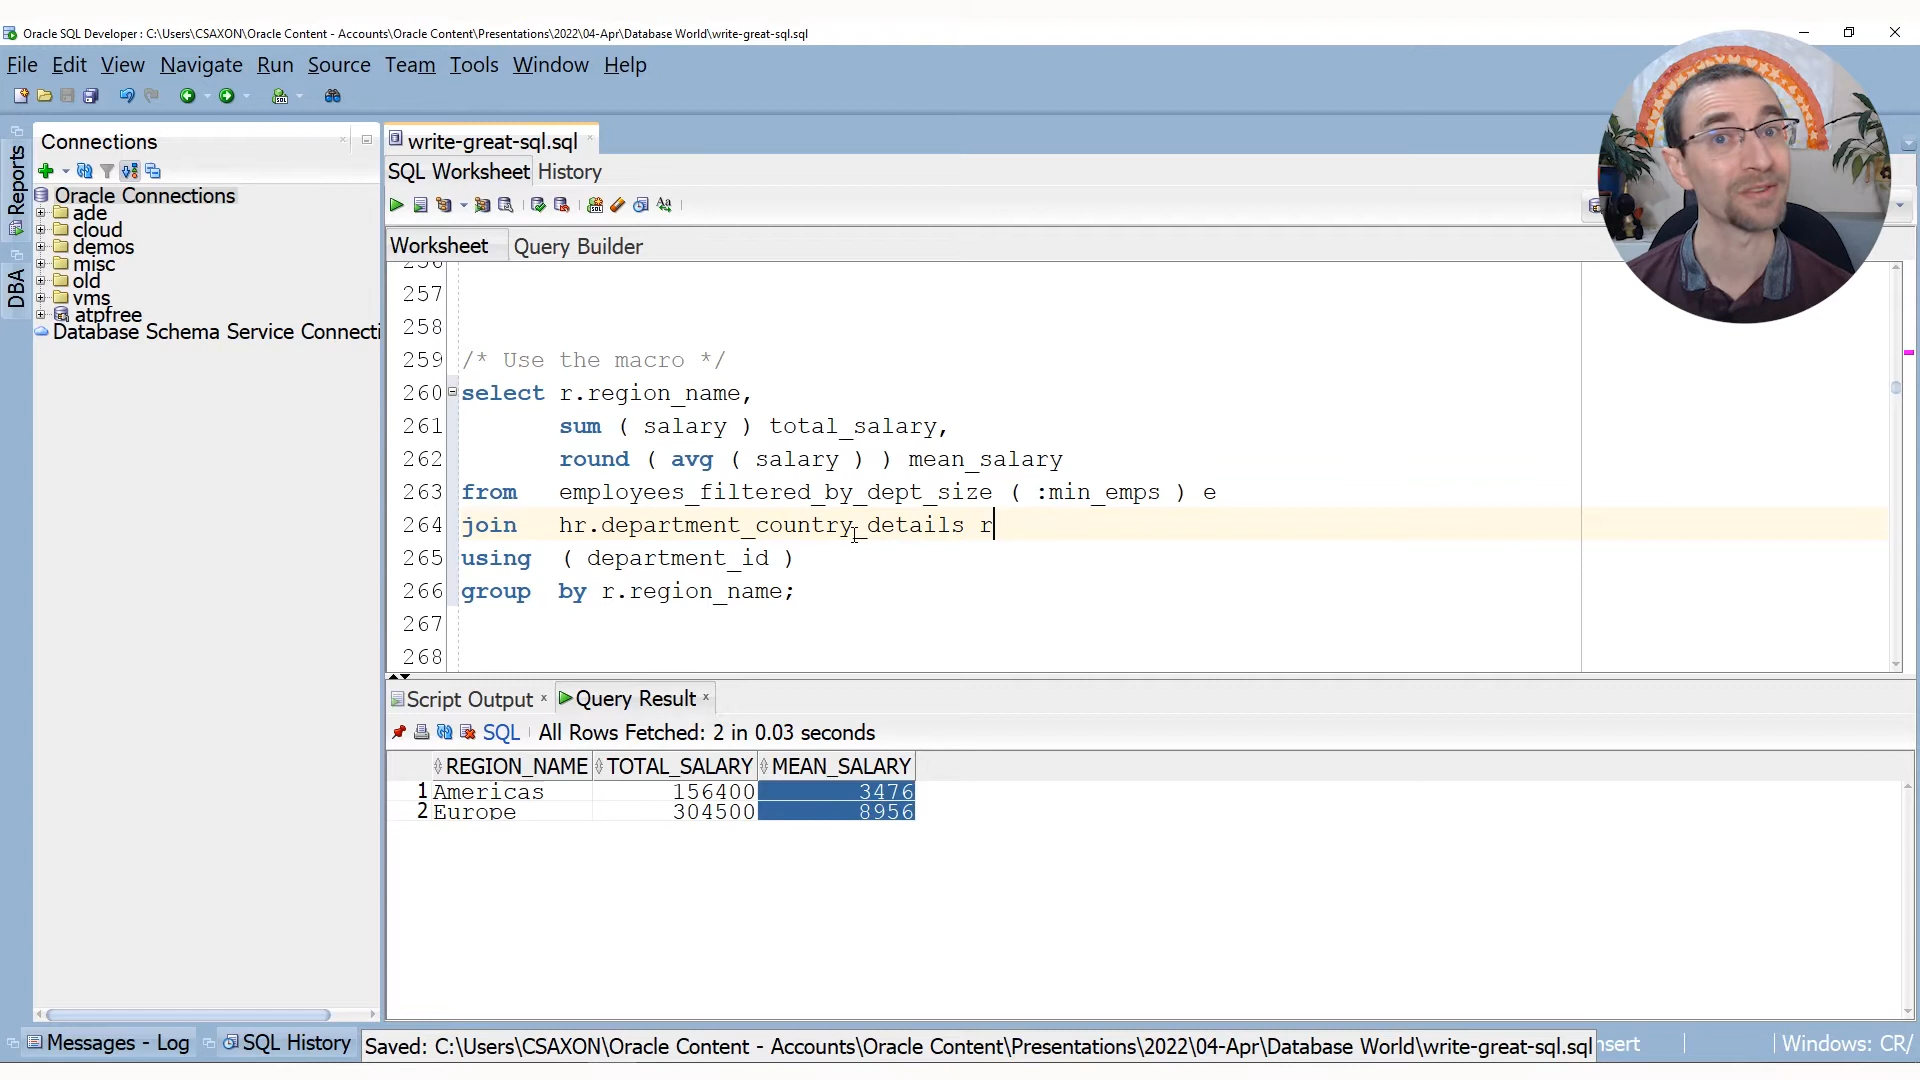 Oracle SQL Developer : C:\Users\CSAXON\Oracle Content - Accounts\Oracle Content\Presentations\2022\04-Apr\Database World\write-great-sql.sql
File Edit View Navigate Run Source Team Tools Window Help
Reports
DBA
Connections
Oracle Connections
ade
cloud
demos
misc
old
vms
atpfree
Database Schema Service Connecti
write-great-sql.sql
SQL Worksheet History
Worksheet Query Builder
256
257
258
259 /* Use the macro */
260 select r.region_name,
261 sum ( salary ) total_salary,
262 round ( avg ( salary ) ) mean_salary
263 from employees_filtered_by_dept_size ( :min_emps ) e
264 join hr.department_country_details r
265 using ( department_id )
266 group by r.region_name;
267
268
Script Output Query Result
SQL All Rows Fetched: 2 in 0.03 seconds
REGION_NAME TOTAL_SALARY MEAN_SALARY
1 Americas 156400 3476
2 Europe 304500 8956
Messages - Log SQL History Saved: C:\Users\CSAXON\Oracle Content - Accounts\Oracle Content\Presentations\2022\04-Apr\Database World\write-great-sql.sql nsert Windows: CR/